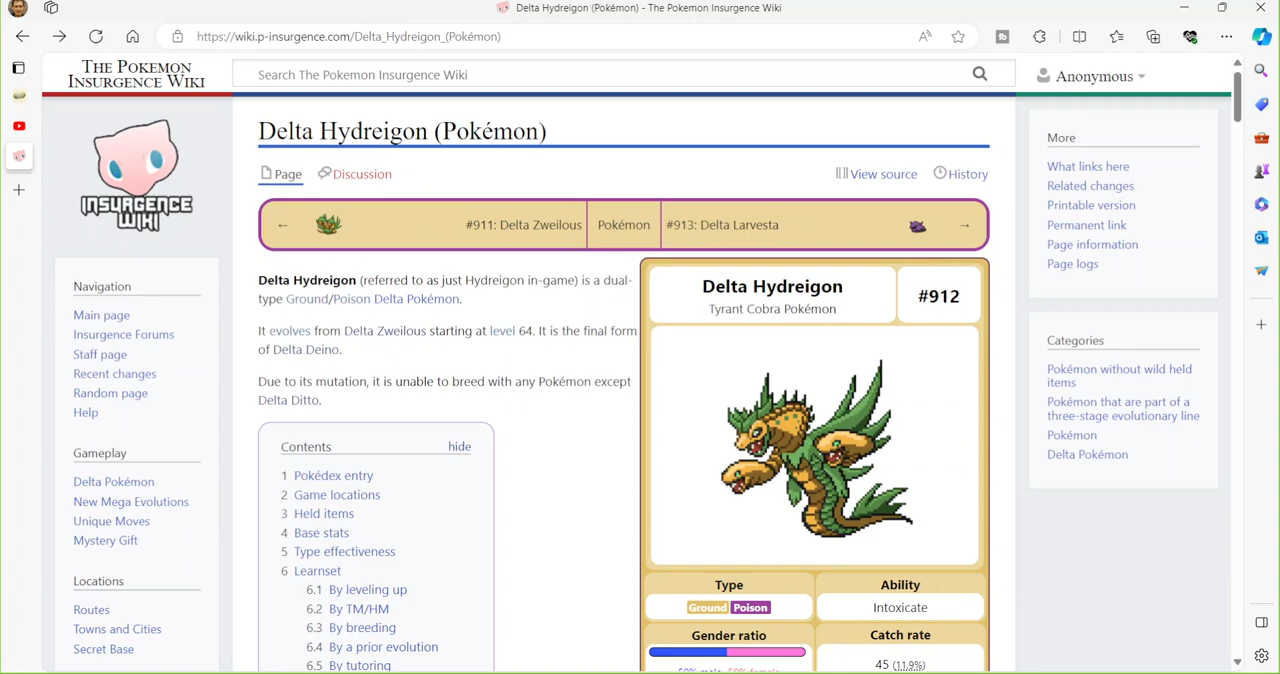 Delta Hydreigon (Pokémon) - The Pokemon Insurgence Wiki
https://wiki.p-insurgence.com/Delta_Hydreigon_(Pokémon)
THE POKEMON
INSURGENCE WIKI
Search The Pokemon Insurgence Wiki
Anonymous
INSURGENCE
WIKI
Navigation
Main page
Insurgence Forums
Staff page
Recent changes
Random page
Help
Gameplay
Delta Pokémon
New Mega Evolutions
Unique Moves
Mystery Gift
Locations
Routes
Towns and Cities
Secret Base
Delta Hydreigon (Pokémon)
Page Discussion View source History
← #911: Delta Zweilous Pokémon #913: Delta Larvesta →
Delta Hydreigon (referred to as just Hydreigon in-game) is a dual-
type Ground/Poison Delta Pokémon.
It evolves from Delta Zweilous starting at level 64. It is the final form
of Delta Deino.
Due to its mutation, it is unable to breed with any Pokémon except
Delta Ditto.
Contents hide
1 Pokédex entry
2 Game locations
3 Held items
4 Base stats
5 Type effectiveness
6 Learnset
6.1 By leveling up
6.2 By TM/HM
6.3 By breeding
6.4 By a prior evolution
6.5 By tutoring
Delta Hydreigon
Tyrant Cobra Pokémon
#912
Type Ability
Ground Poison Intoxicate
Gender ratio Catch rate
50% male, 50% female
45 (11.9%)
More
What links here
Related changes
Printable version
Permanent link
Page information
Page logs
Categories
Pokémon without wild held
items
Pokémon that are part of a
three-stage evolutionary line
Pokémon
Delta Pokémon